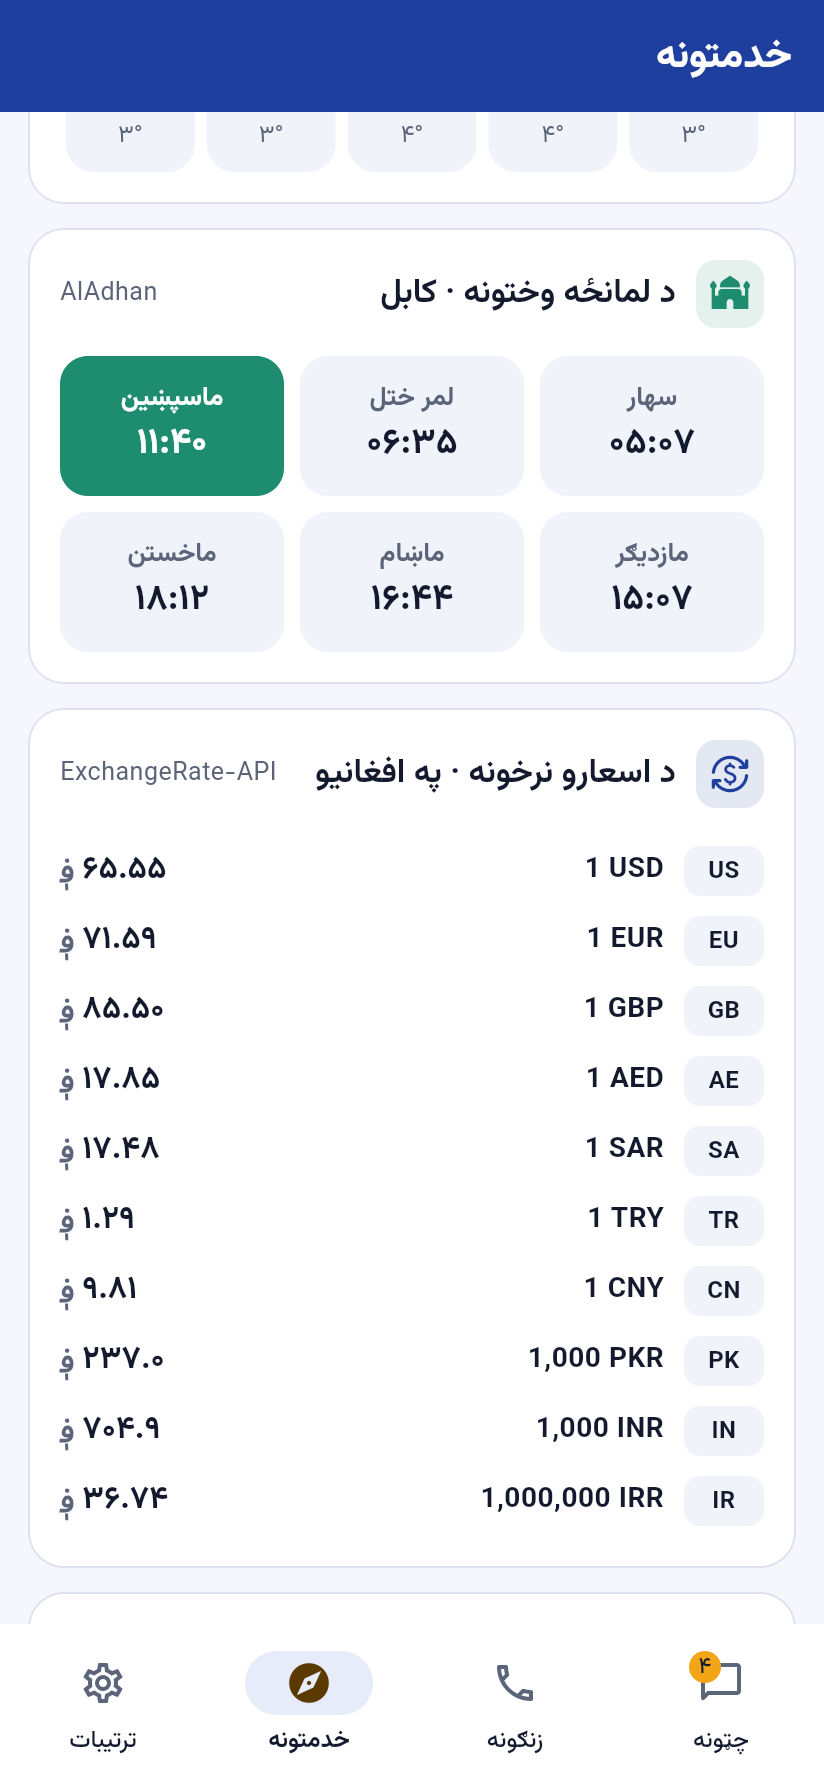 خدمتونه
۳° ۴° ۴° ۳° ۳°
د لمانځه وختونه · کابل AlAdhan
سهار لمر ختل ماسپښین
۰۵:۰۷ ۰۶:۳۵ ۱۱:۴۰
مازدیګر ماښام ماخستن
۱۵:۰۷ ۱۶:۴۴ ۱۸:۱۲
د اسعارو نرخونه · په افغانیو ExchangeRate-API
US 1 USD ۶۵.۵۵ ؋
EU 1 EUR ۷۱.۵۹ ؋
GB 1 GBP ۸۵.۵۰ ؋
AE 1 AED ۱۷.۸۵ ؋
SA 1 SAR ۱۷.۴۸ ؋
TR 1 TRY ۱.۲۹ ؋
CN 1 CNY ۹.۸۱ ؋
PK 1,000 PKR ۲۳۷.۰ ؋
IN 1,000 INR ۷۰۴.۹ ؋
IR 1,000,000 IRR ۳۶.۷۴ ؋
۴
چټونه زنګونه خدمتونه ترتیبات